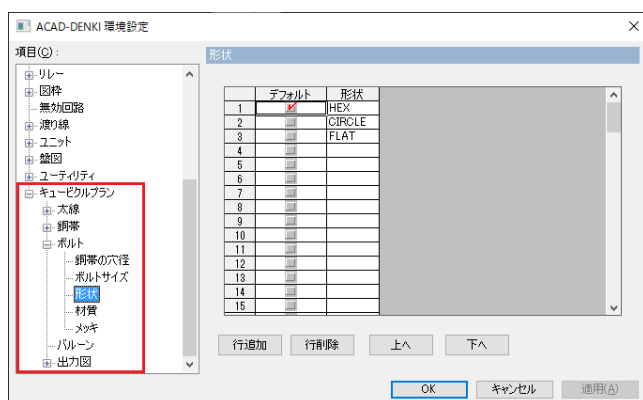 ACAD-DENKI 環境設定
項目(C) :
リレー
図枠
無効回路
渡り線
ユニット
盤図
ユーティリティ
キュービクルプラン
太線
銅帯
ボルト
銅帯の穴径
ボルトサイズ
形状
材質
メッキ
バルーン
出力図
形状
デフォルト 形状
1 HEX
2 CIRCLE
3 FLAT
4
5
6
7
8
9
10
11
12
13
14
15
行追加 行削除 上へ 下へ
OK キャンセル 適用(A)